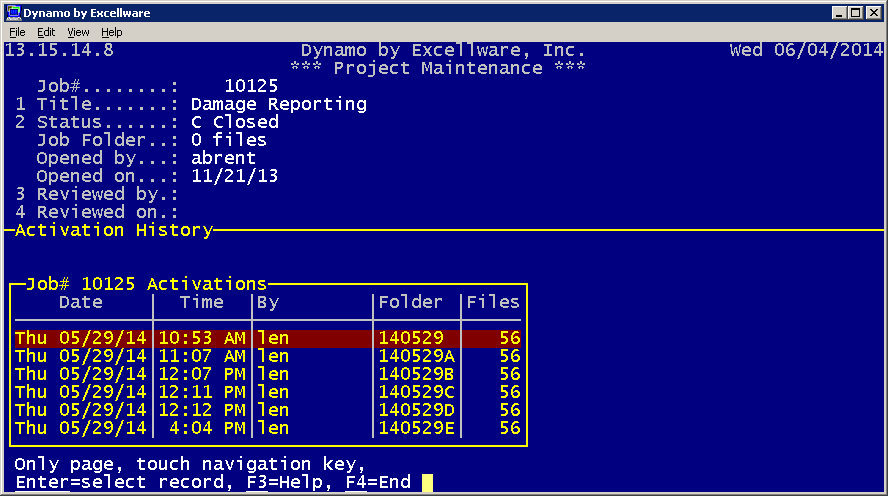 Dynamo by Excellware
File Edit View Help
13.15.14.8 Dynamo by Excellware, Inc. Wed 06/04/2014
*** Project Maintenance ***
Job#........: 10125
1 Title.......: Damage Reporting
2 Status......: C Closed
Job Folder..: 0 files
Opened by...: abrent
Opened on...: 11/21/13
3 Reviewed by.:
4 Reviewed on.:
Activation History
Job# 10125 Activations
Date Time By Folder Files
Thu 05/29/14 10:53 AM len 140529 56
Thu 05/29/14 11:07 AM len 140529A 56
Thu 05/29/14 12:07 PM len 140529B 56
Thu 05/29/14 12:11 PM len 140529C 56
Thu 05/29/14 12:12 PM len 140529D 56
Thu 05/29/14 4:04 PM len 140529E 56
Only page, touch navigation key,
Enter=select record, F3=Help, F4=End